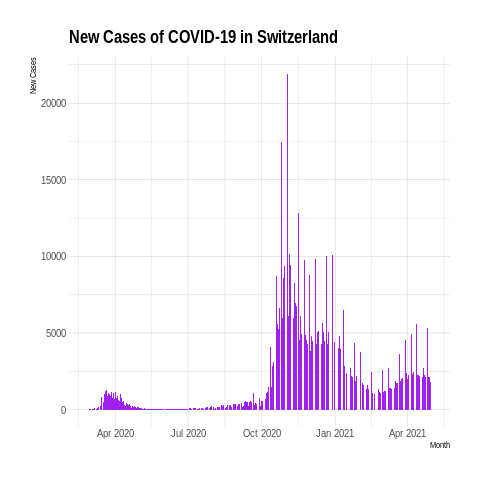 New Cases of COVID-19 in Switzerland
New Cases
20000
15000
10000
5000
0
Apr 2020 Jul 2020 Oct 2020 Jan 2021 Apr 2021
Month